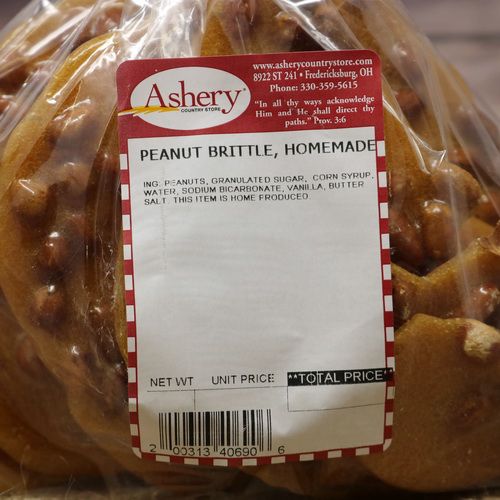 www.asherycountrystore.com
8922 ST 241 • Fredericksburg, OH
Phone: 330-359-5615
"In all thy ways acknowledge
Him and He shall direct thy
paths." Prov. 3:6
Ashery®
COUNTRY STORE
PEANUT BRITTLE, HOMEMADE
ING: PEANUTS, GRANULATED SUGAR, CORN SYRUP,
WATER, SODIUM BICARBONATE, VANILLA, BUTTER
SALT. THIS ITEM IS HOME PRODUCED.
NET WT UNIT PRICE **TOTAL PRICE**
2 00313 40690 6